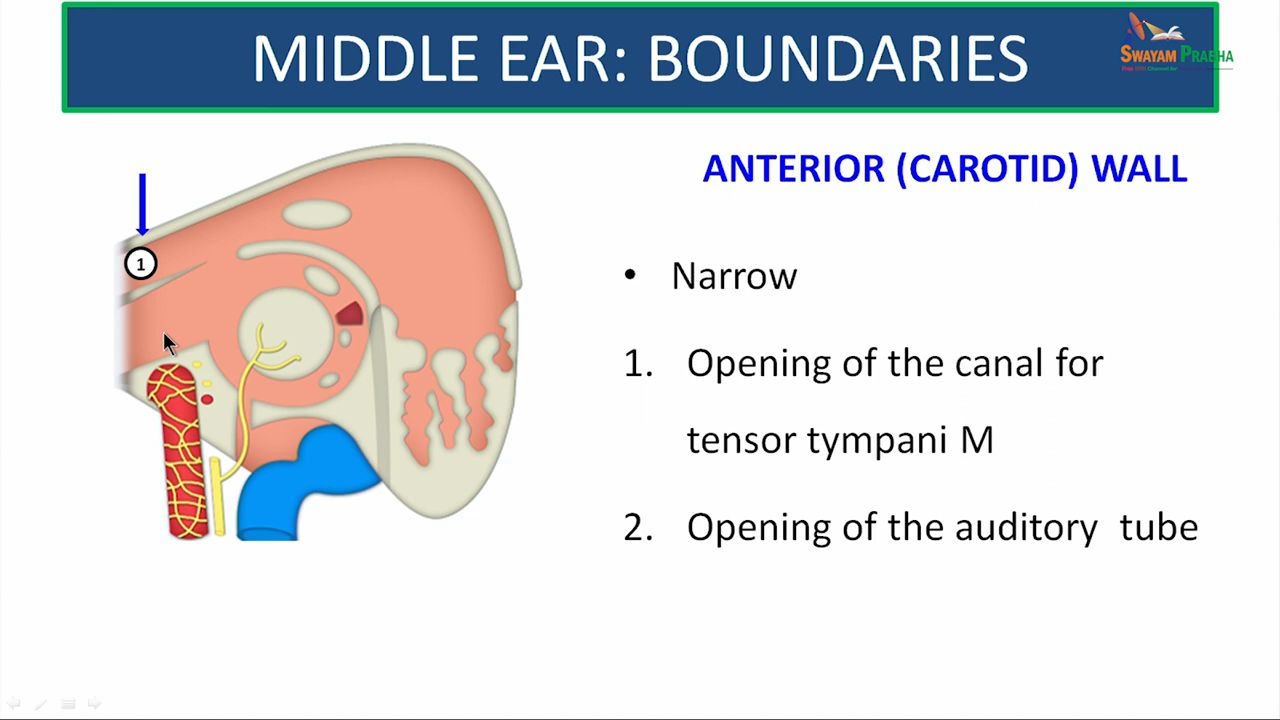 MIDDLE EAR: BOUNDARIES
SWAYAM PRABHA
ANTERIOR (CAROTID) WALL
1
• Narrow
1. Opening of the canal for
tensor tympani M
2. Opening of the auditory tube